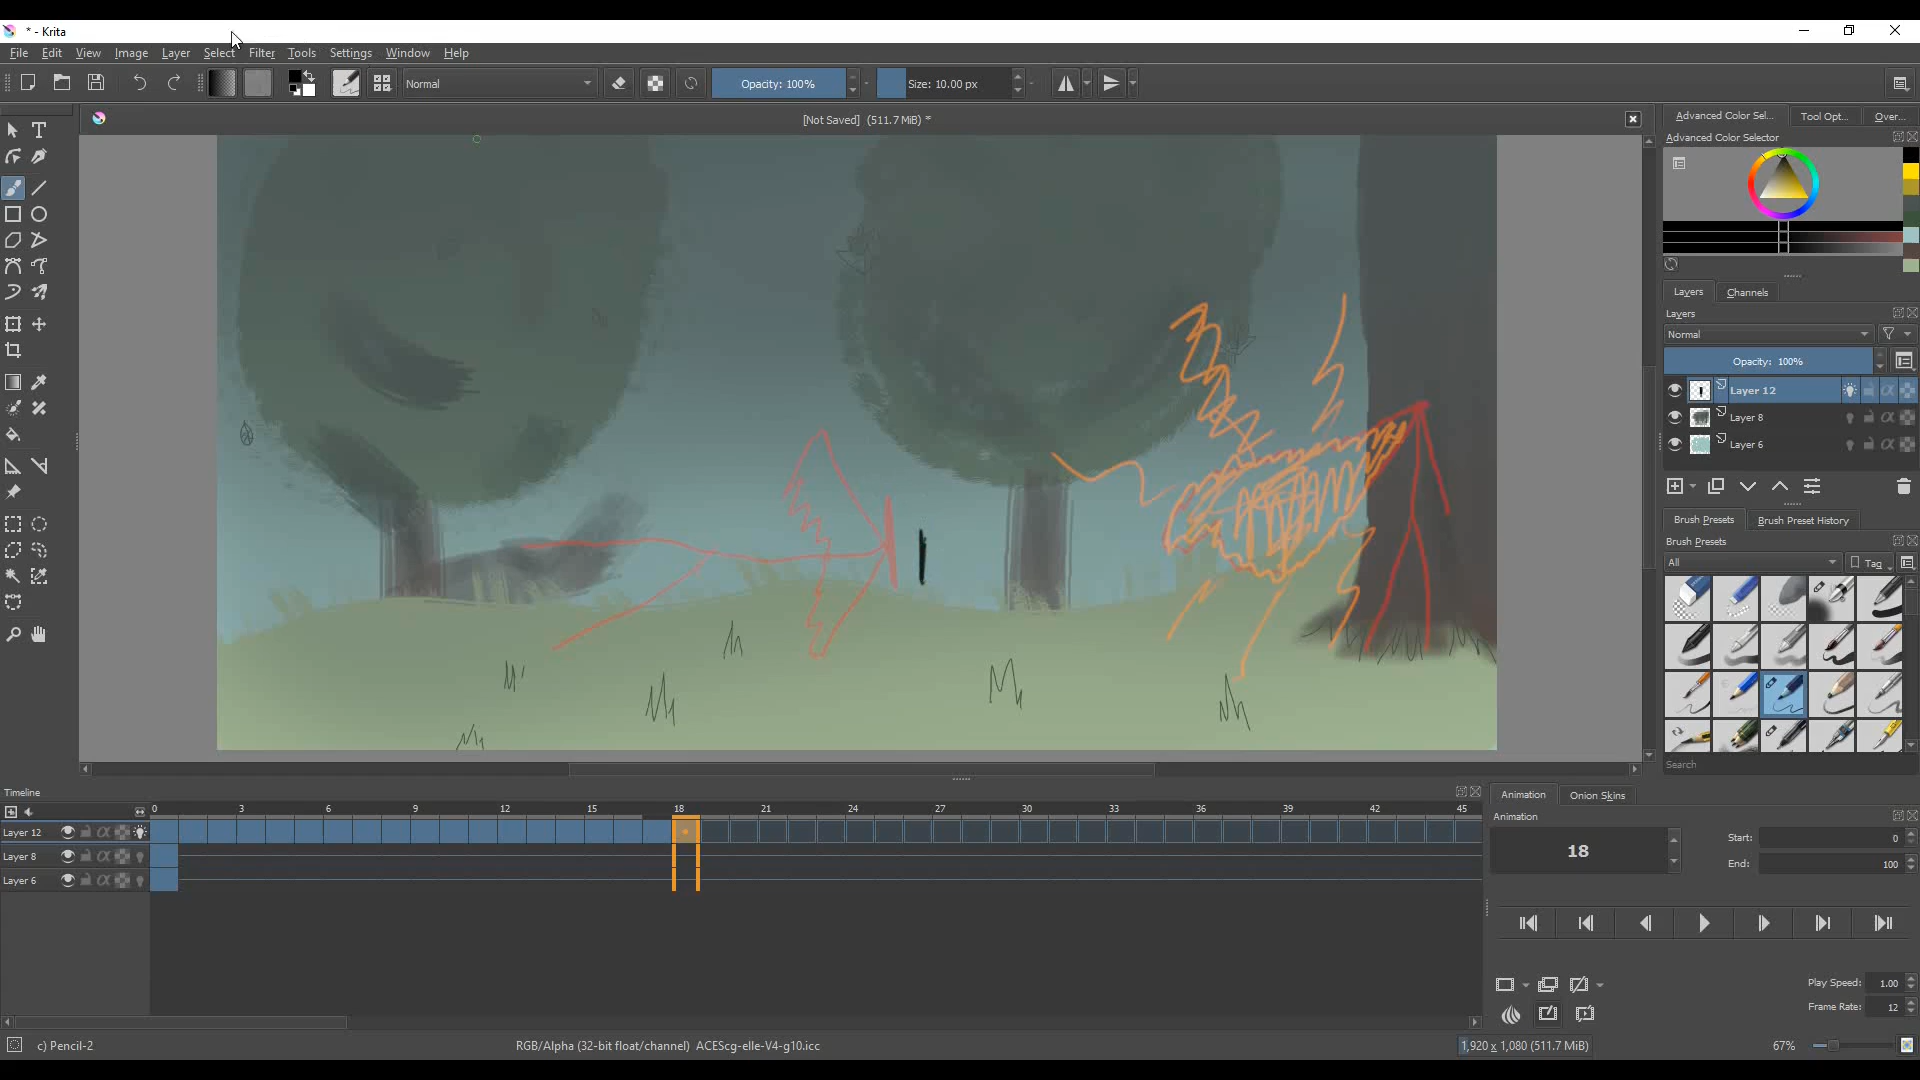 * - Krita
File Edit View Image Layer Select Filter Tools Settings Window Help
Normal Opacity: 100% Size: 10.00 px
[Not Saved] (511.7 MiB) *
Advanced Color Sel... Tool Opt... Over...
Advanced Color Selector
Layers Channels
Layers
Normal
Opacity: 100%
Layer 12
Layer 8
Layer 6
Brush Presets Brush Preset History
Brush Presets
All Tag
Search
Timeline
0 3 6 9 12 15 18 21 24 27 30 33 36 39 42 45
Layer 12
Layer 8
Layer 6
Animation Onion Skins
Animation
18
Start: 0
End: 100
Play Speed: 1.00
Frame Rate: 12
c) Pencil-2 RGB/Alpha (32-bit float/channel) ACEScg-elle-V4-g10.icc 1,920 x 1,080 (511.7 MiB) 67%